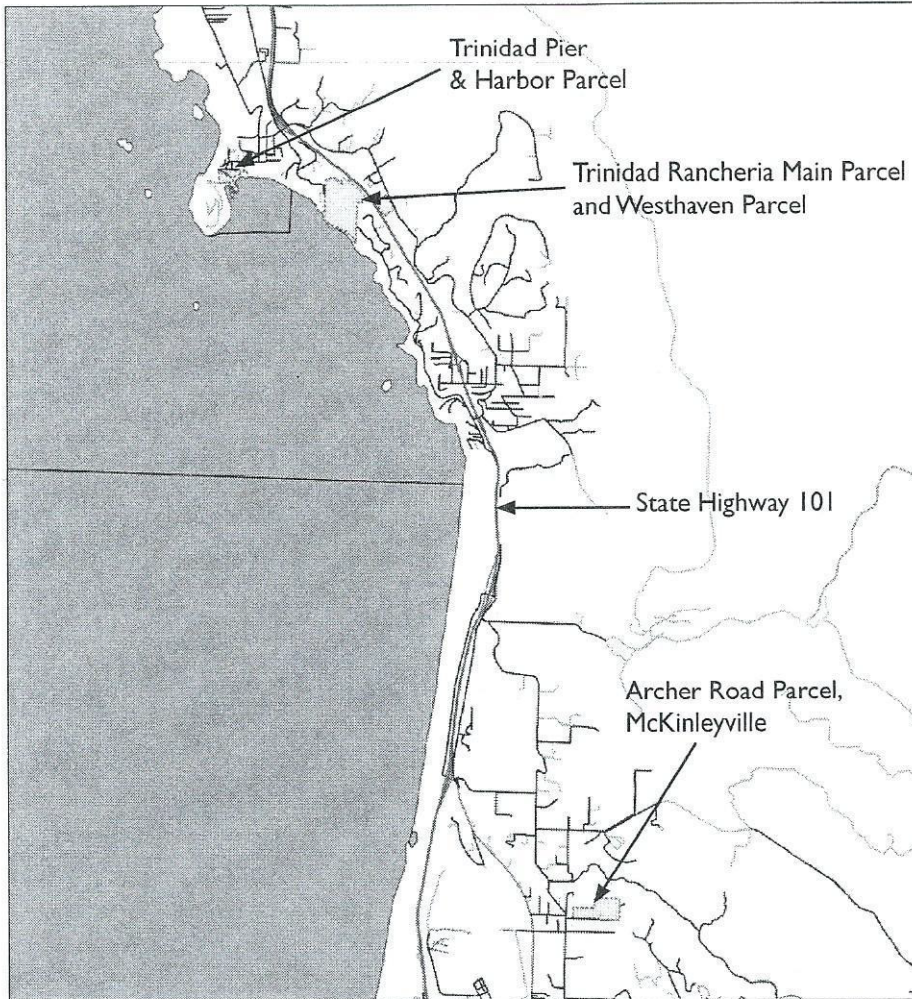 Trinidad Pier
& Harbor Parcel
Trinidad Rancheria Main Parcel
and Westhaven Parcel
State Highway 101
Archer Road Parcel,
McKinleyville